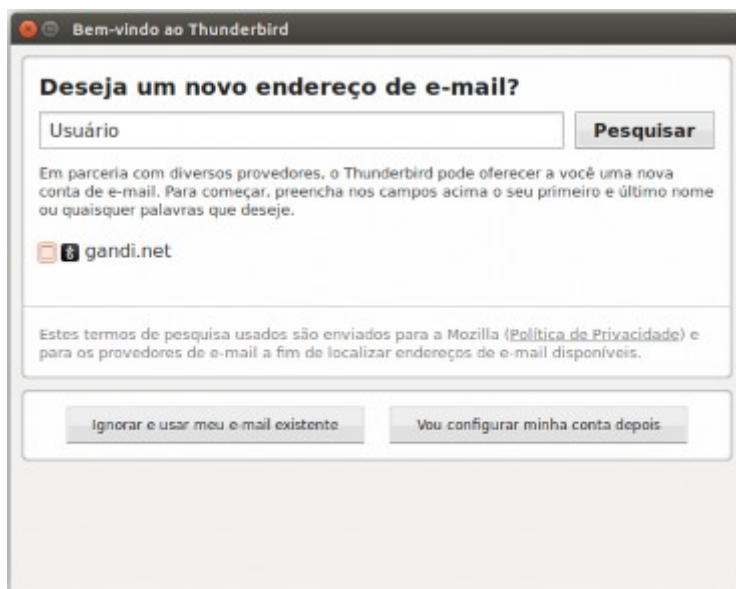 Bem-vindo ao Thunderbird
Deseja um novo endereço de e-mail?
Usuário
Pesquisar
Em parceria com diversos provedores, o Thunderbird pode oferecer a você uma nova
conta de e-mail. Para começar, preencha nos campos acima o seu primeiro e último nome
ou quaisquer palavras que deseje.
gandi.net
Estes termos de pesquisa usados são enviados para a Mozilla (Política de Privacidade) e
para os provedores de e-mail a fim de localizar endereços de e-mail disponíveis.
Ignorar e usar meu e-mail existente
Vou configurar minha conta depois